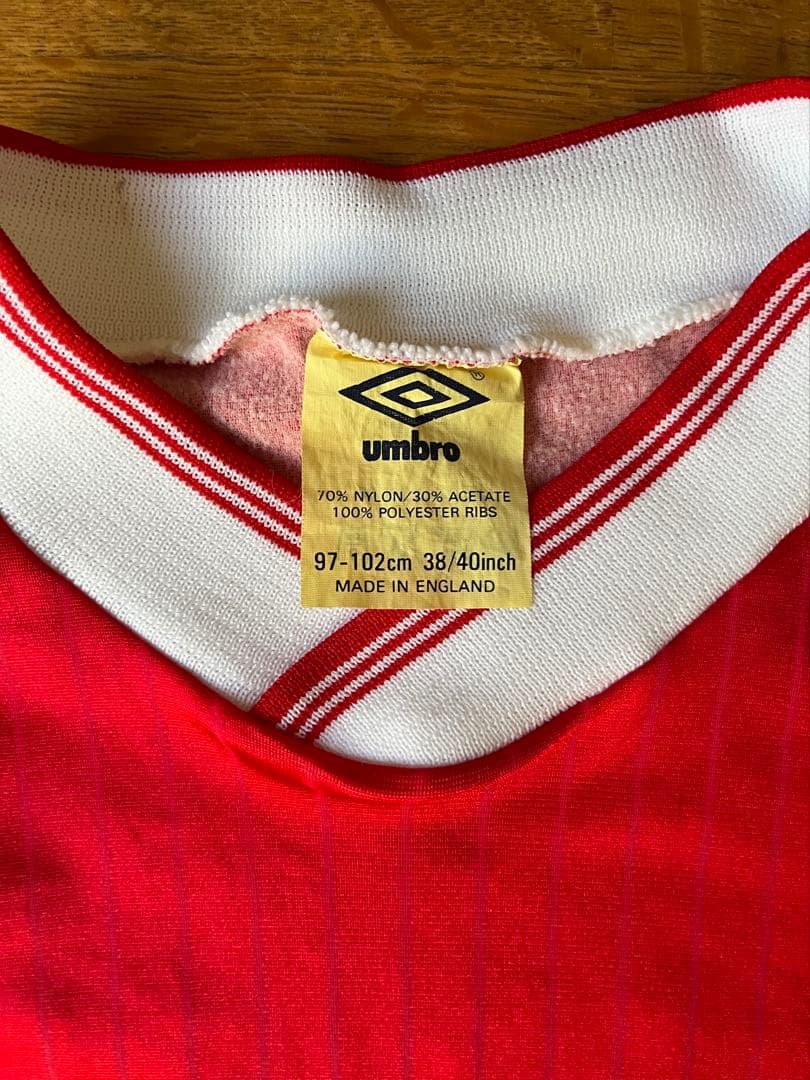 ®
umbro
70% NYLON/30% ACETATE
100% POLYESTER RIBS
97-102cm 38/40inch
MADE IN ENGLAND